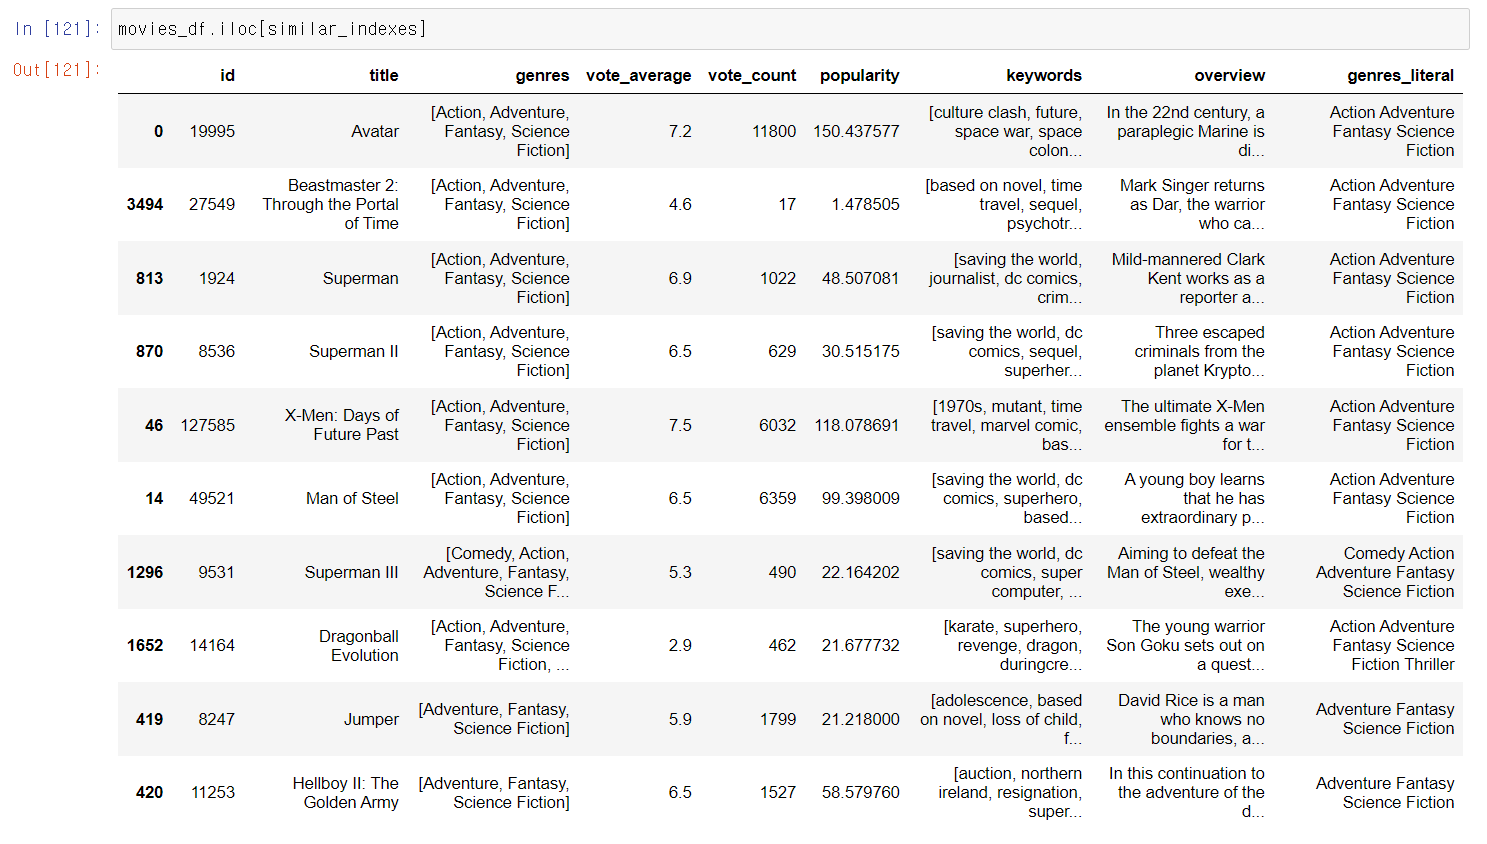 In [121]: movies_df.iloc[similar_indexes]
Out[121]:
id title genres vote_average vote_count popularity keywords overview genres_literal
[Action, Adventure, [culture clash, future, In the 22nd century, a Action Adventure
0 19995 Avatar Fantasy, Science 7.2 11800 150.437577 space war, space paraplegic Marine is Fantasy Science
Fiction] colon... di... Fiction
Beastmaster 2: [Action, Adventure, [based on novel, time Mark Singer returns Action Adventure
3494 27549 Through the Portal Fantasy, Science 4.6 17 1.478505 travel, sequel, as Dar, the warrior Fantasy Science
of Time Fiction] psychotr... who ca... Fiction
[Action, Adventure, [saving the world, Mild-mannered Clark Action Adventure
813 1924 Superman Fantasy, Science 6.9 1022 48.507081 journalist, dc comics, Kent works as a Fantasy Science
Fiction] crim... reporter a... Fiction
[Action, Adventure, [saving the world, dc Three escaped Action Adventure
870 8536 Superman II Fantasy, Science 6.5 629 30.515175 comics, sequel, criminals from the Fantasy Science
Fiction] superher... planet Krypto... Fiction
X-Men: Days of [Action, Adventure, [1970s, mutant, time The ultimate X-Men Action Adventure
46 127585 Future Past Fantasy, Science 7.5 6032 118.078691 travel, marvel comic, ensemble fights a war Fantasy Science
Fiction] bas... for t... Fiction
[Action, Adventure, [saving the world, dc A young boy learns Action Adventure
14 49521 Man of Steel Fantasy, Science 6.5 6359 99.398009 comics, superhero, that he has Fantasy Science
Fiction] based... extraordinary p... Fiction
[Comedy, Action, [saving the world, dc Aiming to defeat the Comedy Action
1296 9531 Superman III Adventure, Fantasy, 5.3 490 22.164202 comics, super Man of Steel, wealthy Adventure Fantasy
Science F... computer, ... exe... Science Fiction
Dragonball [Action, Adventure, [karate, superhero, The young warrior Action Adventure
1652 14164 Evolution Fantasy, Science 2.9 462 21.677732 revenge, dragon, Son Goku sets out on Fantasy Science
Fiction, ... duringcre... a quest... Fiction Thriller
[Adventure, Fantasy, [adolescence, based David Rice is a man Adventure Fantasy
419 8247 Jumper Science Fiction] 5.9 1799 21.218000 on novel, loss of child, who knows no Science Fiction
f... boundaries, a...
Hellboy II: The [Adventure, Fantasy, [auction, northern In this continuation to Adventure Fantasy
420 11253 Golden Army Science Fiction] 6.5 1527 58.579760 ireland, resignation, the adventure of the Science Fiction
super... d...